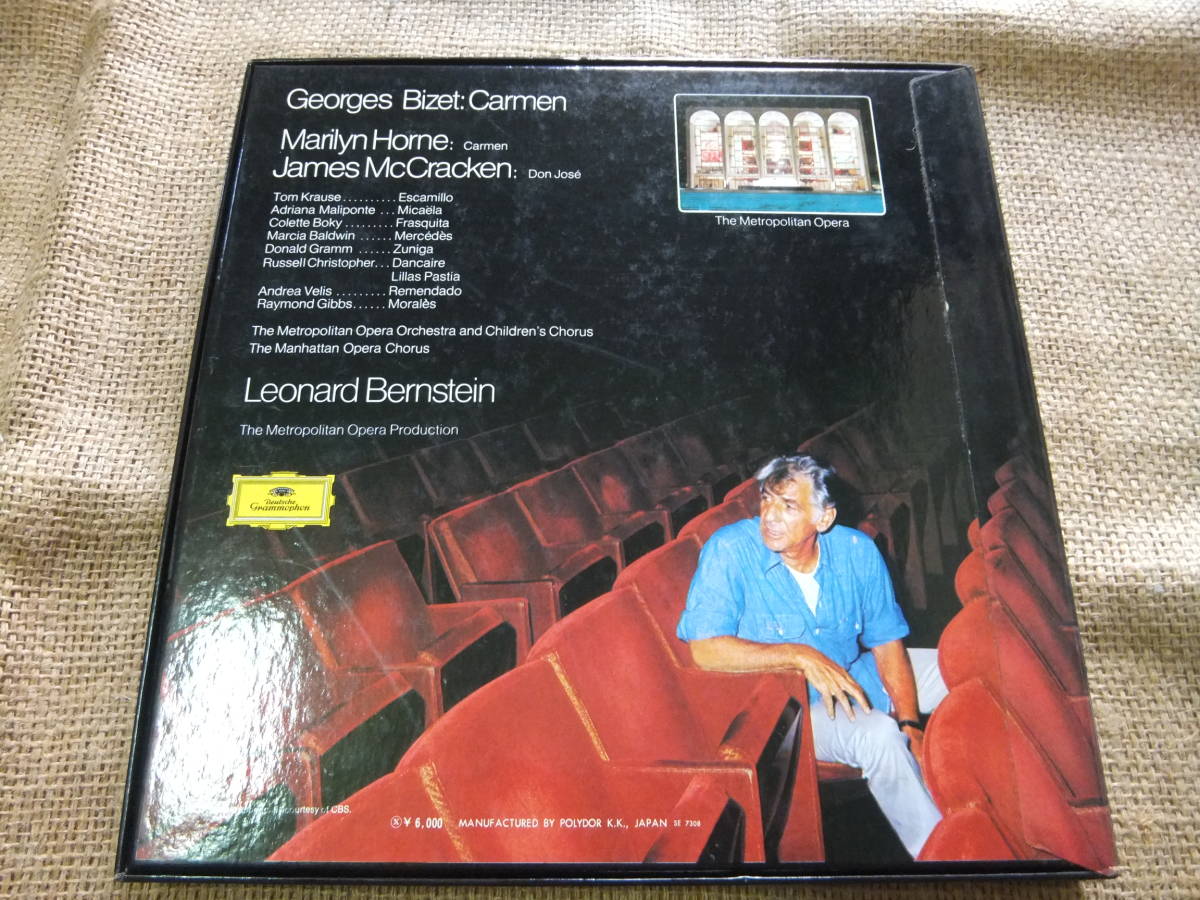 Georges Bizet: Carmen
Marilyn Horne: Carmen
James McCracken: Don José
Tom Krause.......... Escamillo
Adriana Maliponte ... Micaëla
Colette Boky ......... Frasquita
Marcia Baldwin ...... Mercédès
Donald Gramm ...... Zuniga
Russell Christopher... Dancaire
Lillas Pastia
Andrea Velis ......... Remendado
Raymond Gibbs...... Moralès
The Metropolitan Opera Orchestra and Children's Chorus
The Manhattan Opera Chorus
Leonard Bernstein
The Metropolitan Opera Production
The Metropolitan Opera
Deutsche
Grammophon
courtesy of CBS.
Ⓧ¥ 6,000 MANUFACTURED BY POLYDOR K.K., JAPAN SE 7308